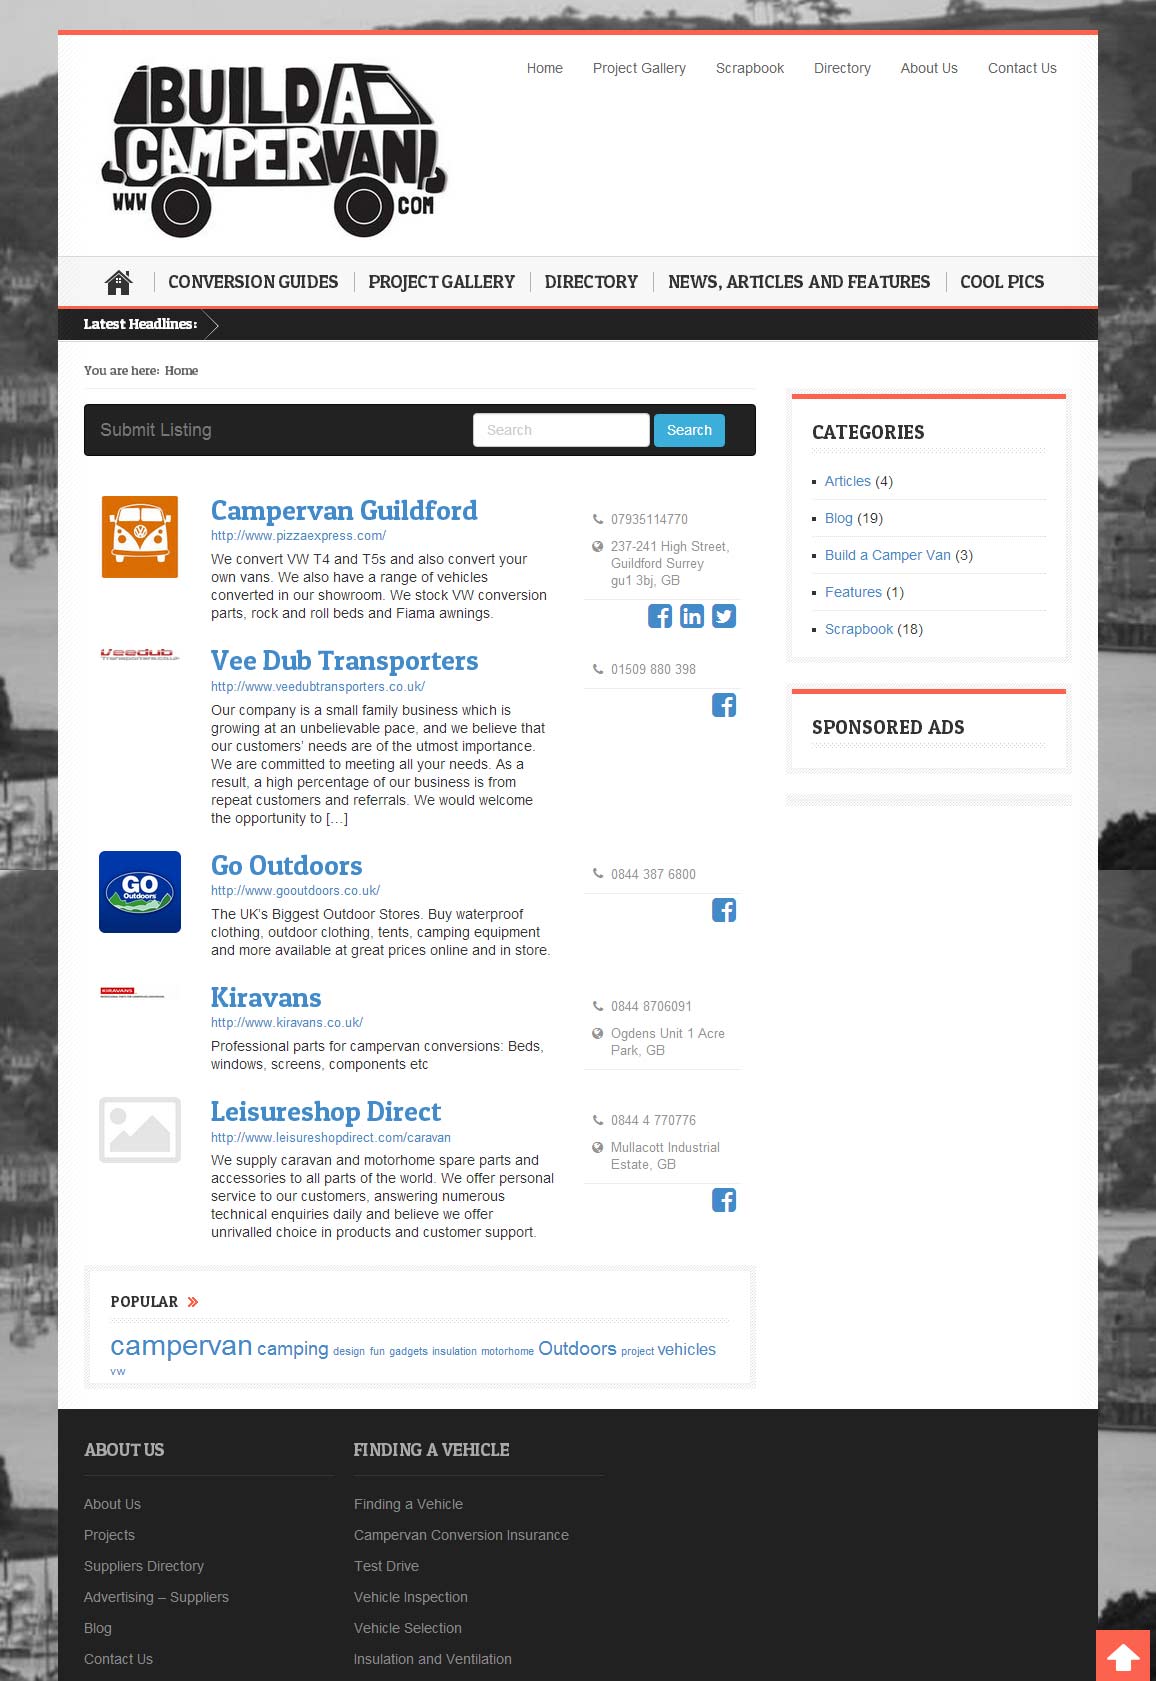 BUILD A
CAMPERVAN
WWW
COM
Home Project Gallery Scrapbook Directory About Us Contact Us
CONVERSION GUIDES PROJECT GALLERY DIRECTORY NEWS, ARTICLES AND FEATURES COOL PICS
Latest Headlines:
You are here: Home
Submit Listing
Search
Search
Campervan Guildford
http://www.pizzaexpress.com/
We convert VW T4 and T5s and also convert your
own vans. We also have a range of vehicles
converted in our showroom. We stock VW conversion
parts, rock and roll beds and Fiama awnings.
07935114770
237-241 High Street,
Guildford Surrey
gu1 3bj, GB
Veedub
Transporters.co.uk
Vee Dub Transporters
http://www.veedubtransporters.co.uk/
Our company is a small family business which is
growing at an unbelievable pace, and we believe that
our customers' needs are of the utmost importance.
We are committed to meeting all your needs. As a
result, a high percentage of our business is from
repeat customers and referrals. We would welcome
the opportunity to […]
01509 880 398
GO
Outdoors
Go Outdoors
http://www.gooutdoors.co.uk/
The UK's Biggest Outdoor Stores. Buy waterproof
clothing, outdoor clothing, tents, camping equipment
and more available at great prices online and in store.
0844 387 6800
KIRAVANS
Kiravans
http://www.kiravans.co.uk/
Professional parts for campervan conversions: Beds,
windows, screens, components etc
0844 8706091
Ogdens Unit 1 Acre
Park, GB
Leisureshop Direct
http://www.leisureshopdirect.com/caravan
We supply caravan and motorhome spare parts and
accessories to all parts of the world. We offer personal
service to our customers, answering numerous
technical enquiries daily and believe we offer
unrivalled choice in products and customer support.
0844 4 770776
Mullacott Industrial
Estate, GB
CATEGORIES
Articles (4)
Blog (19)
Build a Camper Van (3)
Features (1)
Scrapbook (18)
SPONSORED ADS
POPULAR
campervan camping design fun gadgets insulation motorhome Outdoors project vehicles
vw
ABOUT US
About Us
Projects
Suppliers Directory
Advertising – Suppliers
Blog
Contact Us
FINDING A VEHICLE
Finding a Vehicle
Campervan Conversion Insurance
Test Drive
Vehicle Inspection
Vehicle Selection
Insulation and Ventilation